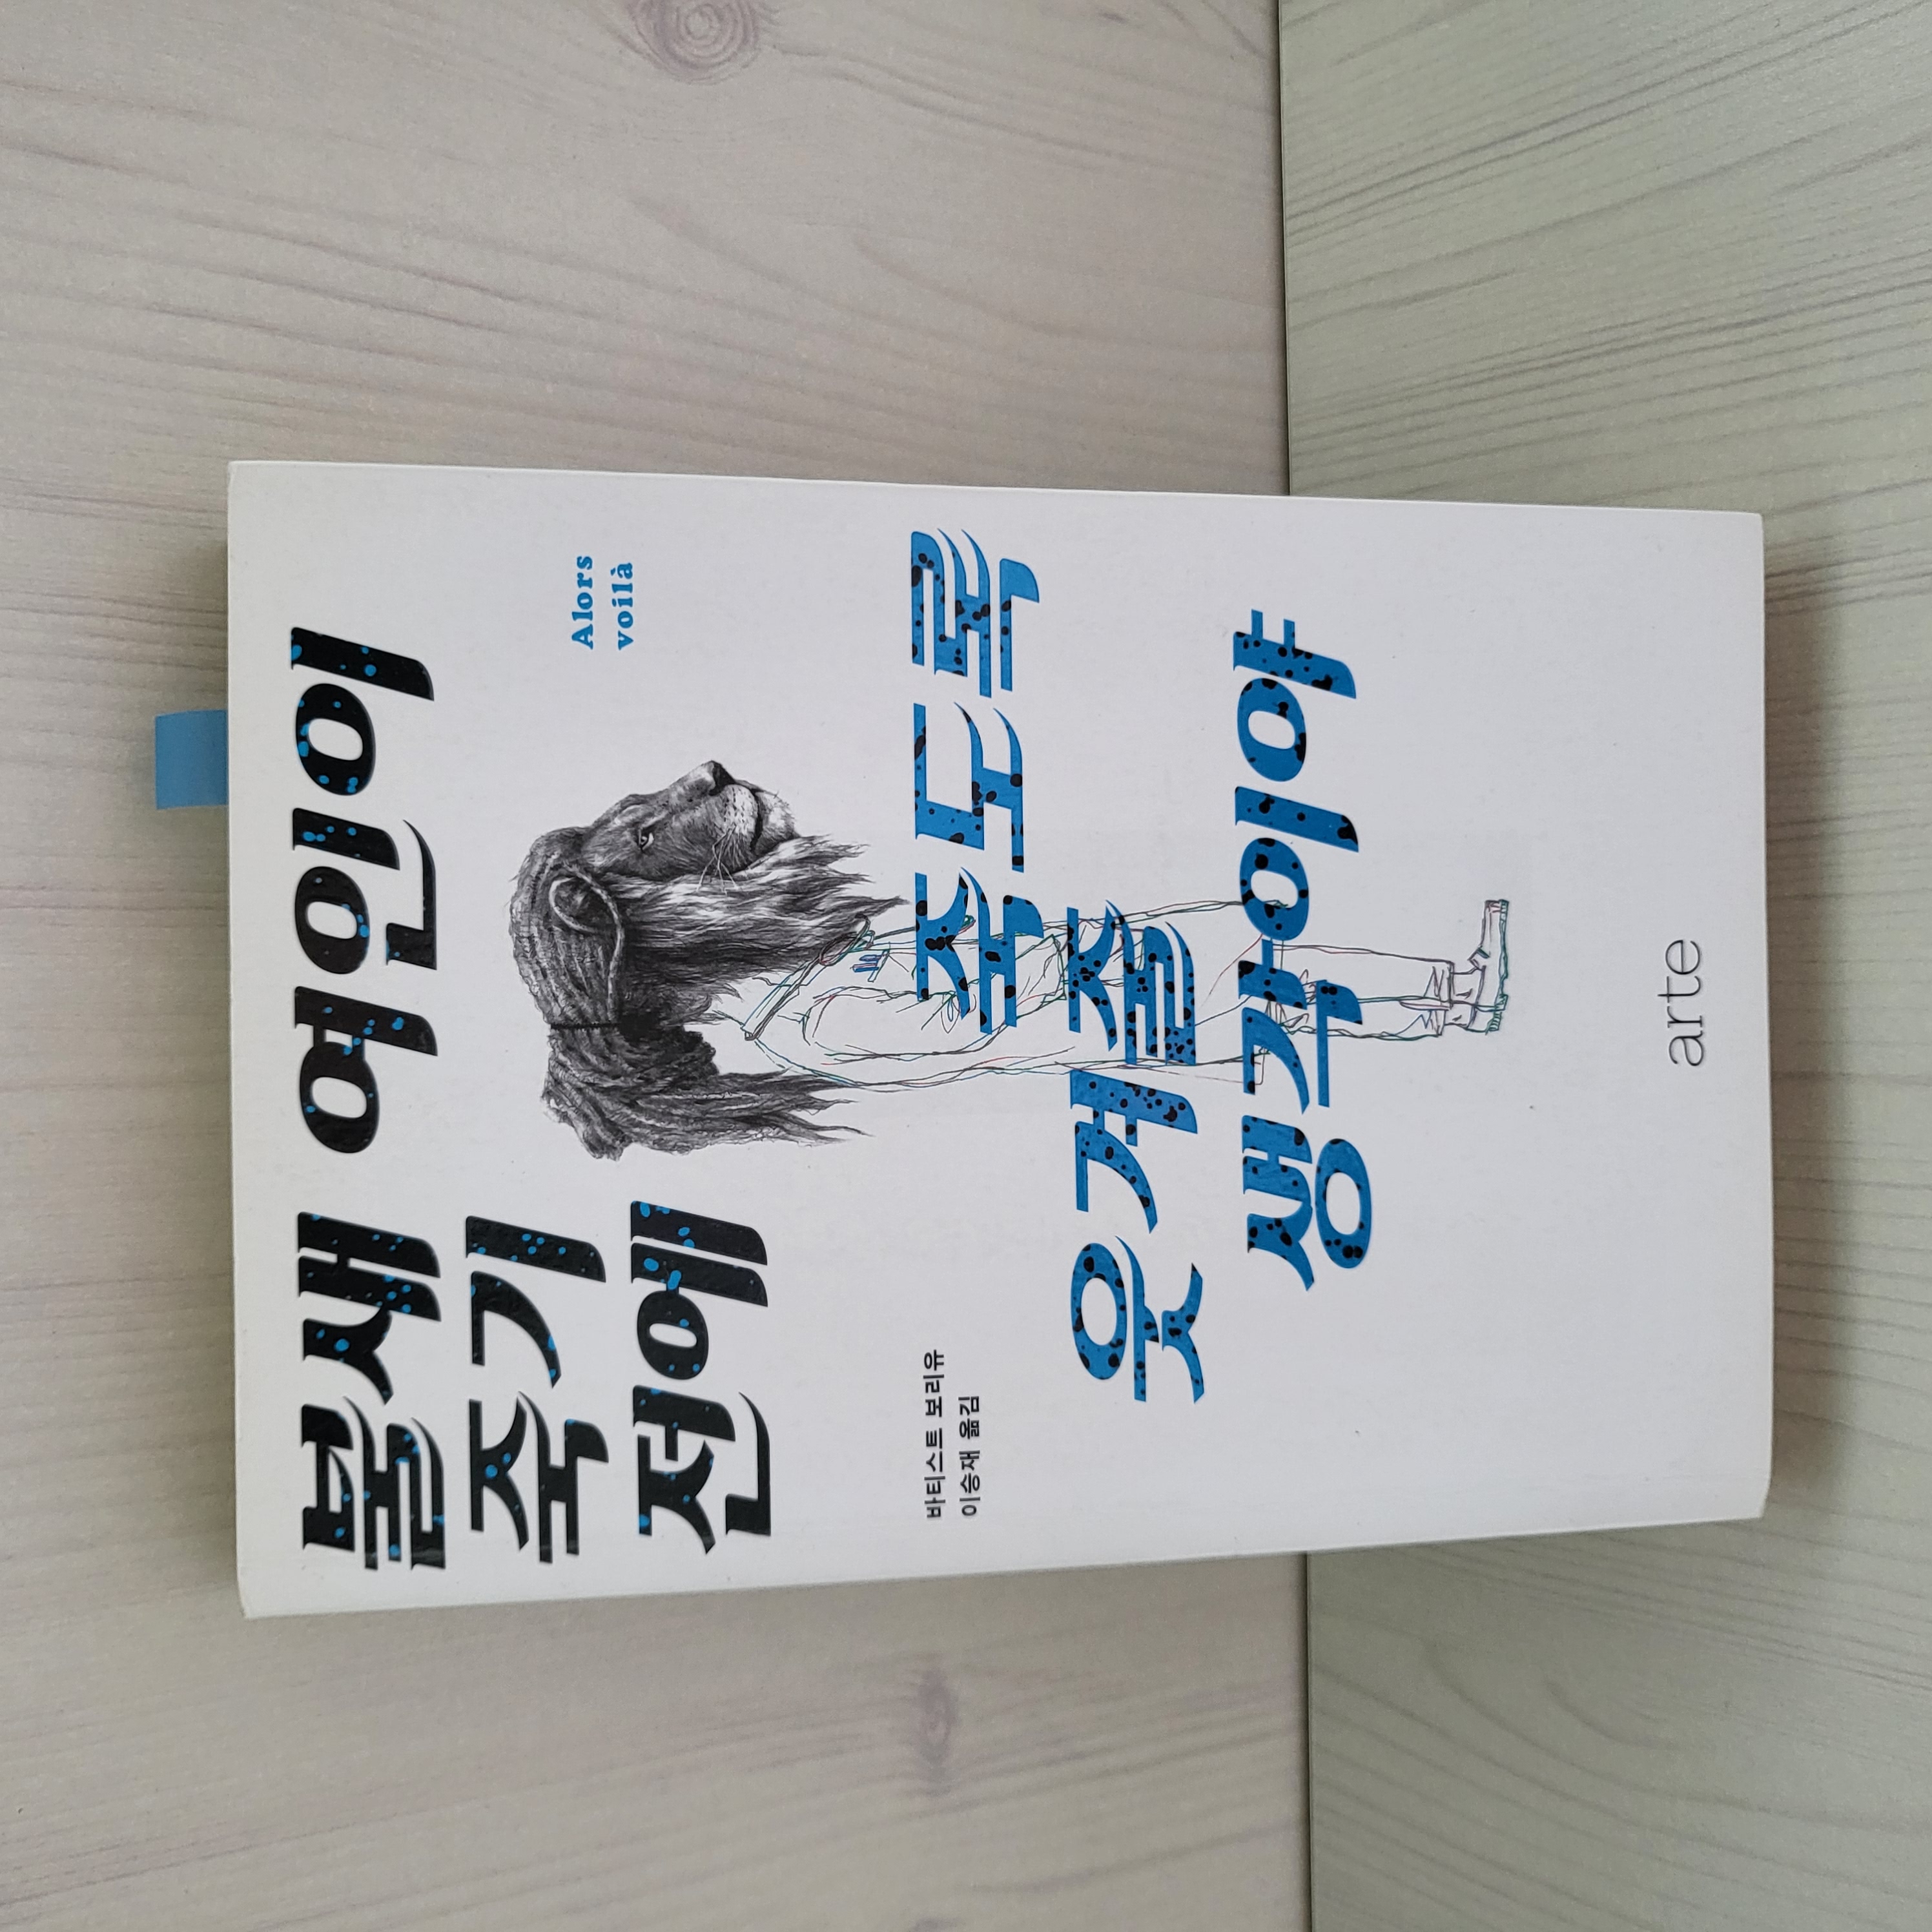 불새 여인이
죽기
전에
Alors
voilà
바티스트 보리유
이승재 옮김
죽도록
웃겨줄
생각이야
arte